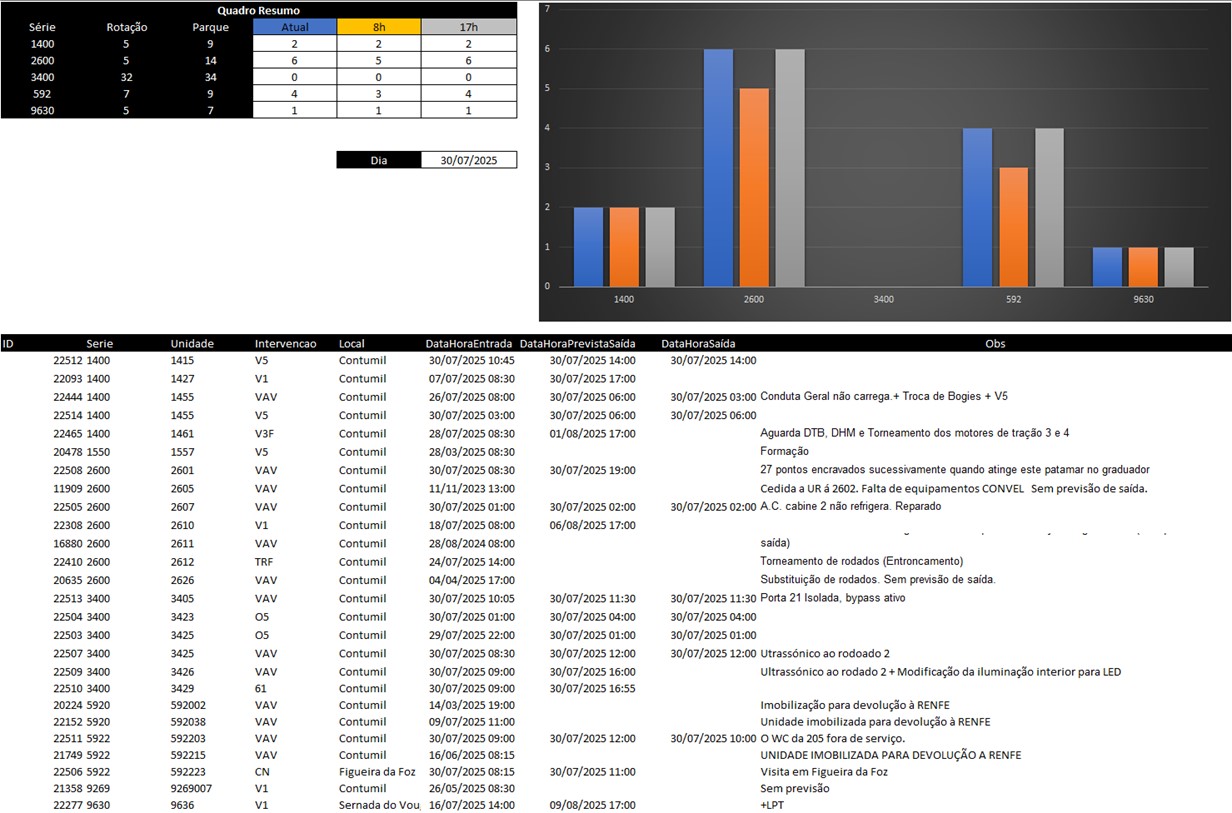 Quadro Resumo
Série Rotação Parque Atual 8h 17h
1400 5 9 2 2 2
2600 5 14 6 5 6
3400 32 34 0 0 0
592 7 9 4 3 4
9630 5 7 1 1 1
Dia 30/07/2025
7
6
5
4
3
2
1
0
1400 2600 3400 592 9630
ID Serie Unidade Intervencao Local DataHoraEntrada DataHoraPrevistaSaída DataHoraSaída Obs
22512 1400 1415 V5 Contumil 30/07/2025 10:45 30/07/2025 14:00 30/07/2025 14:00
22093 1400 1427 V1 Contumil 07/07/2025 08:30 30/07/2025 17:00
22444 1400 1455 VAV Contumil 26/07/2025 08:00 30/07/2025 06:00 30/07/2025 03:00 Conduta Geral não carrega.+ Troca de Bogies + V5
22514 1400 1455 V5 Contumil 30/07/2025 03:00 30/07/2025 06:00 30/07/2025 06:00
22465 1400 1461 V3F Contumil 28/07/2025 08:30 01/08/2025 17:00 Aguarda DTB, DHM e Torneamento dos motores de tração 3 e 4
20478 1550 1557 V5 Contumil 28/03/2025 08:30 Formação
22508 2600 2601 VAV Contumil 30/07/2025 08:30 30/07/2025 19:00 27 pontos encravados sucessivamente quando atinge este patamar no graduador
11909 2600 2605 VAV Contumil 11/11/2023 13:00 Cedida a UR á 2602. Falta de equipamentos CONVEL Sem previsão de saída.
22505 2600 2607 VAV Contumil 30/07/2025 01:00 30/07/2025 02:00 30/07/2025 02:00 A.C. cabine 2 não refrigera. Reparado
22308 2600 2610 V1 Contumil 18/07/2025 08:00 06/08/2025 17:00
16880 2600 2611 VAV Contumil 28/08/2024 08:00 saída)
22410 2600 2612 TRF Contumil 24/07/2025 14:00 Torneamento de rodados (Entroncamento)
20635 2600 2626 VAV Contumil 04/04/2025 17:00 Substituição de rodados. Sem previsão de saída.
22513 3400 3405 VAV Contumil 30/07/2025 10:05 30/07/2025 11:30 30/07/2025 11:30 Porta 21 Isolada, bypass ativo
22504 3400 3423 O5 Contumil 30/07/2025 01:00 30/07/2025 04:00 30/07/2025 04:00
22503 3400 3425 O5 Contumil 29/07/2025 22:00 30/07/2025 01:00 30/07/2025 01:00
22507 3400 3425 VAV Contumil 30/07/2025 08:30 30/07/2025 12:00 30/07/2025 12:00 Utrassónico ao rodoado 2
22509 3400 3426 VAV Contumil 30/07/2025 09:00 30/07/2025 16:00 Ultrassónico ao rodado 2 + Modificação da iluminação interior para LED
22510 3400 3429 61 Contumil 30/07/2025 09:00 30/07/2025 16:55
20224 5920 592002 VAV Contumil 14/03/2025 19:00 Imobilização para devolução à RENFE
22152 5920 592038 VAV Contumil 09/07/2025 11:00 Unidade imobilizada para devolução à RENFE
22511 5922 592203 VAV Contumil 30/07/2025 09:00 30/07/2025 12:00 30/07/2025 10:00 O WC da 205 fora de serviço.
21749 5922 592215 VAV Contumil 16/06/2025 08:15 UNIDADE IMOBILIZADA PARA DEVOLUÇÃO A RENFE
22506 5922 592223 CN Figueira da Foz 30/07/2025 08:15 30/07/2025 11:00 Visita em Figueira da Foz
21358 9269 9269007 V1 Contumil 26/05/2025 08:30 Sem previsão
22277 9630 9636 V1 Sernada do Vou 16/07/2025 14:00 09/08/2025 17:00 +LPT